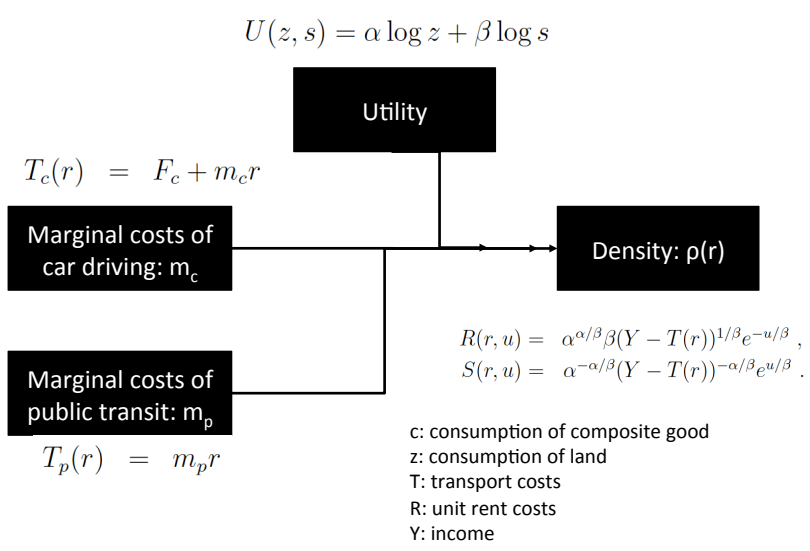 U(z, s) = α log z + β log s
Utility
T_c(r) = F_c + m_c r
Marginal costs of
car driving: m_c
Density: ρ(r)
R(r, u) = α^{α/β}β(Y − T(r))^{1/β}e^{−u/β} ,
S(r, u) = α^{−α/β}(Y − T(r))^{−α/β}e^{u/β} .
Marginal costs of
public transit: m_p
T_p(r) = m_p r
c: consumption of composite good
z: consumption of land
T: transport costs
R: unit rent costs
Y: income